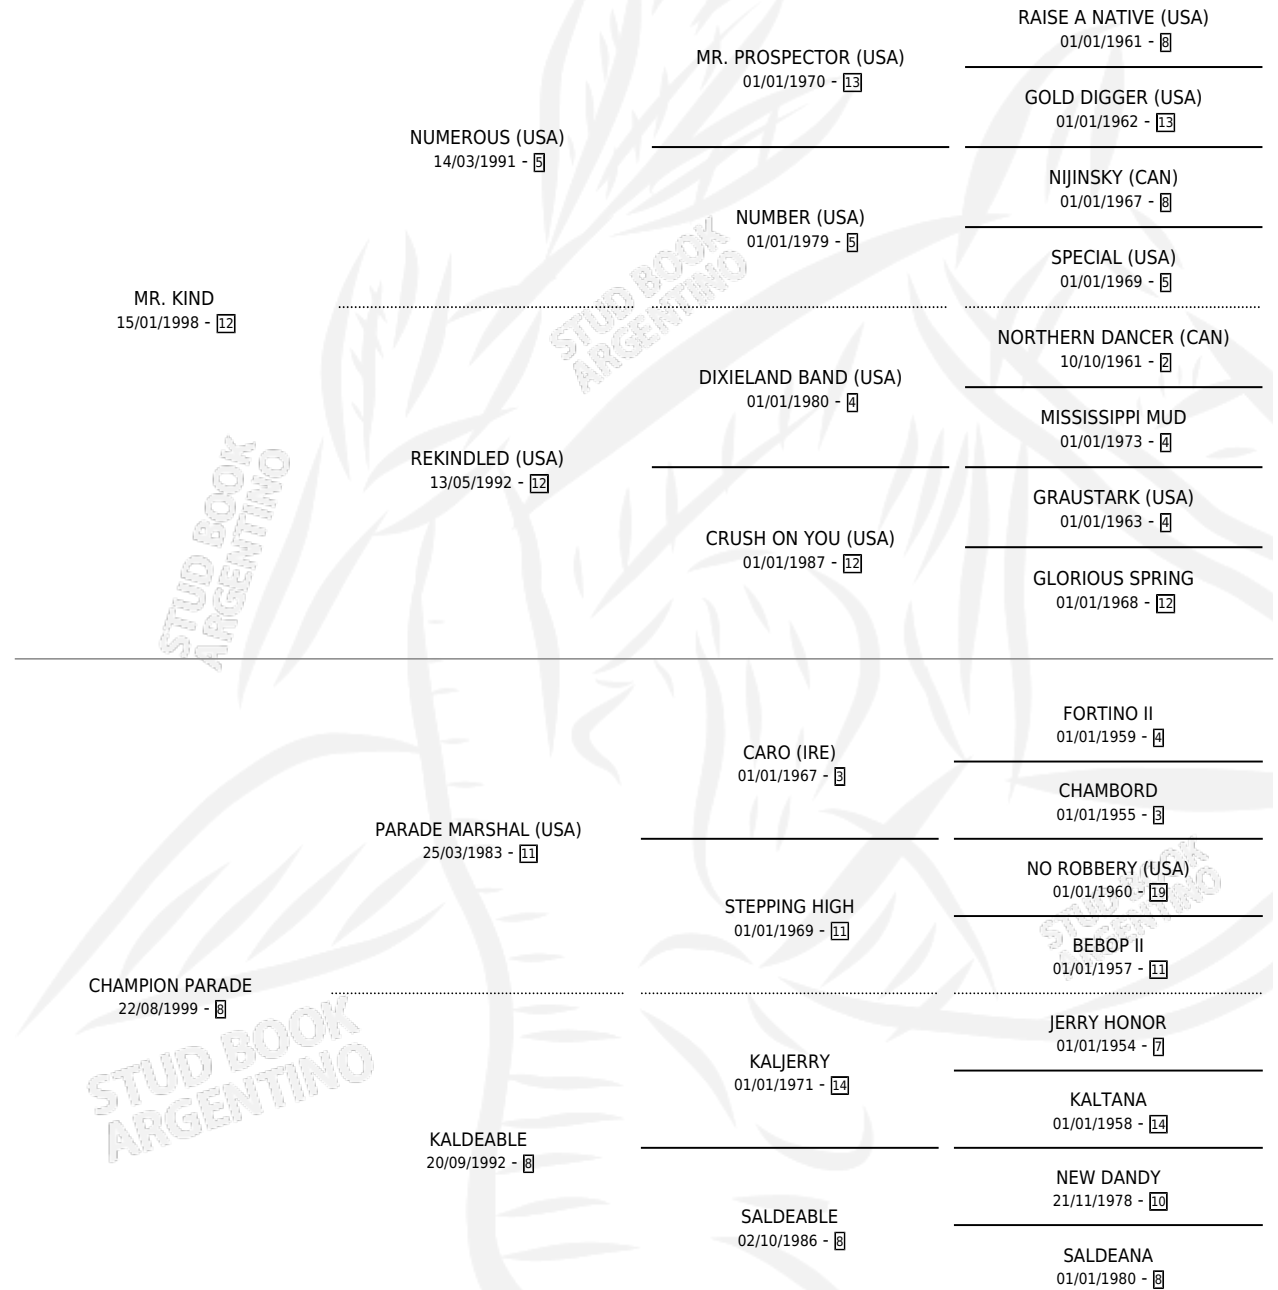 RAISE A NATIVE (USA)
01/01/1961 - 8
MR. PROSPECTOR (USA)
01/01/1970 - 13
GOLD DIGGER (USA)
01/01/1962 - 13
NUMEROUS (USA)
14/03/1991 - 5
NIJINSKY (CAN)
01/01/1967 - 8
NUMBER (USA)
01/01/1979 - 5
SPECIAL (USA)
01/01/1969 - 5
MR. KIND
15/01/1998 - 12
NORTHERN DANCER (CAN)
10/10/1961 - 2
DIXIELAND BAND (USA)
01/01/1980 - 4
MISSISSIPPI MUD
01/01/1973 - 4
REKINDLED (USA)
13/05/1992 - 12
GRAUSTARK (USA)
01/01/1963 - 4
CRUSH ON YOU (USA)
01/01/1987 - 12
GLORIOUS SPRING
01/01/1968 - 12
FORTINO II
01/01/1959 - 4
CARO (IRE)
01/01/1967 - 3
CHAMBORD
01/01/1955 - 3
PARADE MARSHAL (USA)
25/03/1983 - 11
NO ROBBERY (USA)
01/01/1960 - 19
STEPPING HIGH
01/01/1969 - 11
BEBOP II
01/01/1957 - 11
CHAMPION PARADE
22/08/1999 - 8
JERRY HONOR
01/01/1954 - 7
KALJERRY
01/01/1971 - 14
KALTANA
01/01/1958 - 14
KALDEABLE
20/09/1992 - 8
NEW DANDY
21/11/1978 - 10
SALDEABLE
02/10/1986 - 8
SALDEANA
01/01/1980 - 8
STUD BOOK
ARGENTINO
STUD BOOK
ARGENTINO
STUD BOOK
ARGENTINO
STUD BOOK
ARGENTINO